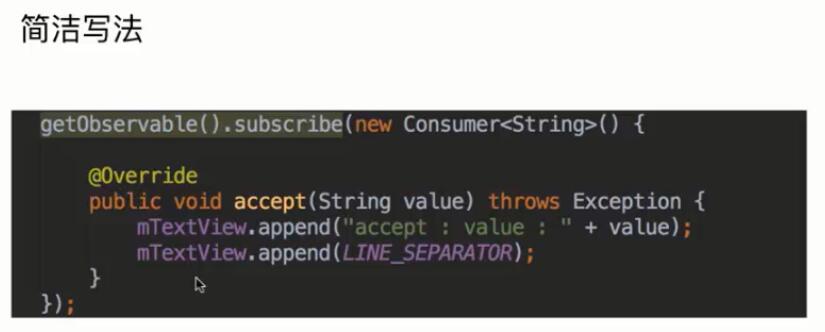 简洁写法
getObservable().subscribe(new Consumer<String>() {
@Override
public void accept(String value) throws Exception {
mTextView.append("accept : value : " + value);
mTextView.append(LINE_SEPARATOR);
}
});